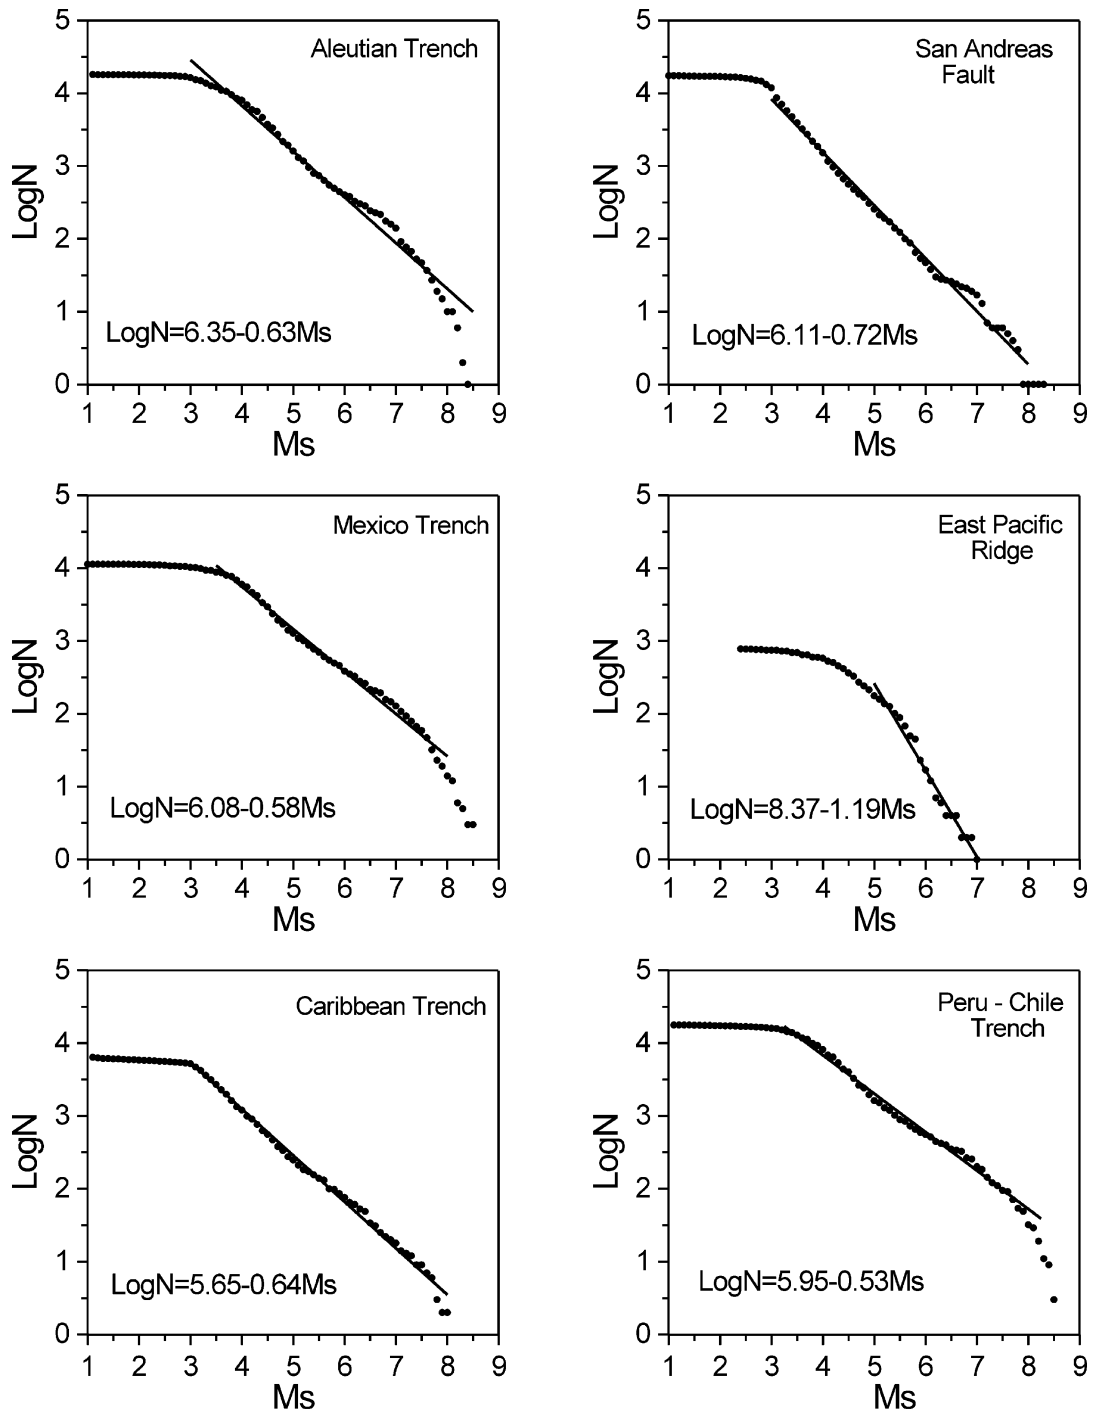 5
4
3
2
1
0
LogN
Aleutian Trench
LogN=6.35-0.63Ms
1 2 3 4 5 6 7 8 9
Ms
5
4
3
2
1
0
LogN
San Andreas
Fault
LogN=6.11-0.72Ms
1 2 3 4 5 6 7 8 9
Ms
5
4
3
2
1
0
LogN
Mexico Trench
LogN=6.08-0.58Ms
1 2 3 4 5 6 7 8 9
Ms
5
4
3
2
1
0
LogN
East Pacific
Ridge
LogN=8.37-1.19Ms
1 2 3 4 5 6 7 8 9
Ms
5
4
3
2
1
0
LogN
Caribbean Trench
LogN=5.65-0.64Ms
1 2 3 4 5 6 7 8 9
Ms
5
4
3
2
1
0
LogN
Peru - Chile
Trench
LogN=5.95-0.53Ms
1 2 3 4 5 6 7 8 9
Ms